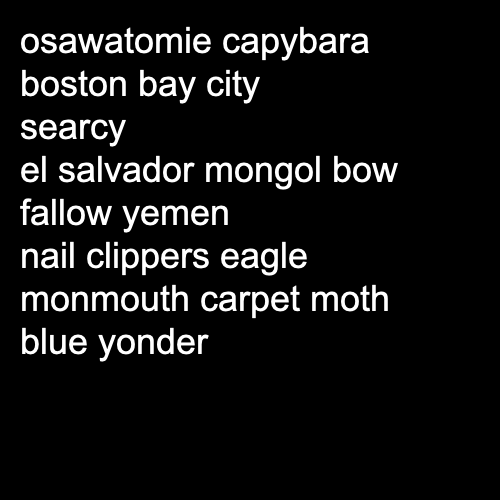 osawatomie capybara
boston bay city
searcy
el salvador mongol bow
fallow yemen
nail clippers eagle
monmouth carpet moth
blue yonder